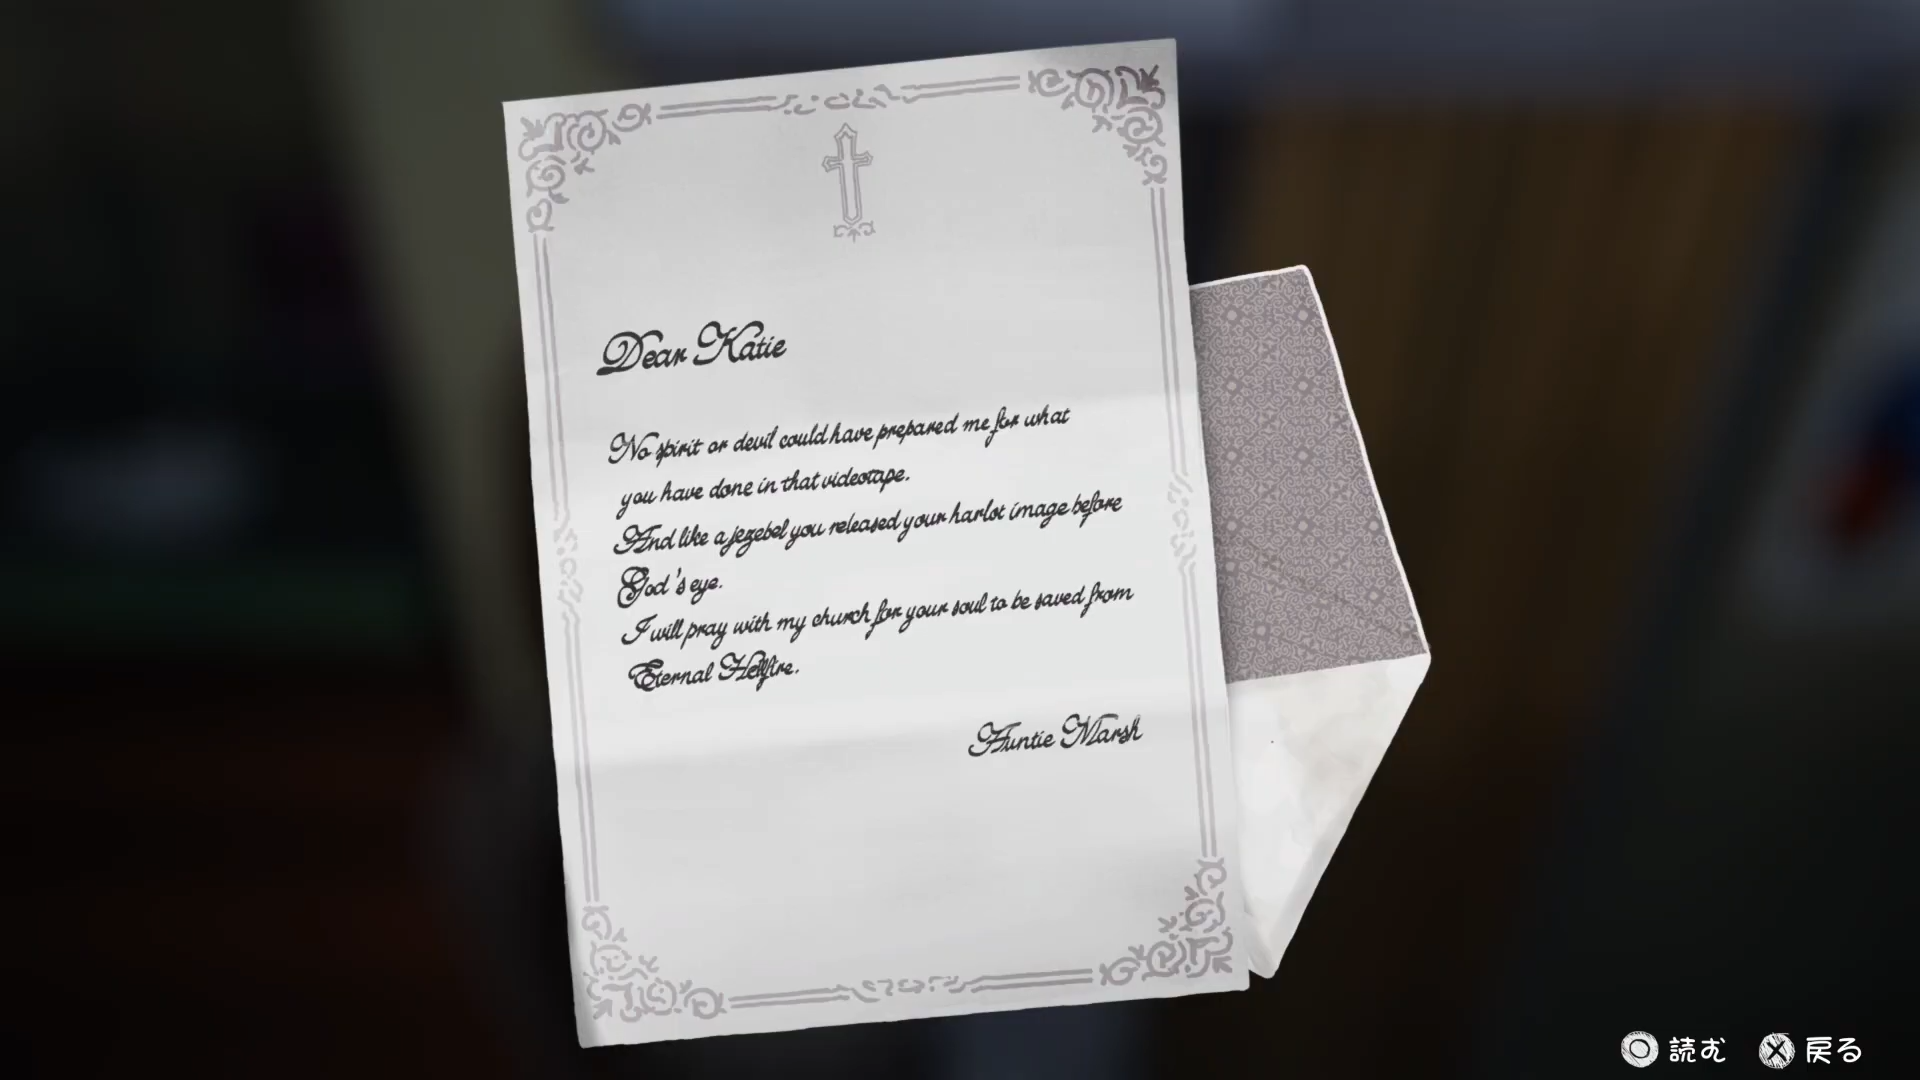 Dear Katie
No spirit or devil could have prepared me for what
you have done in that videotape.
And like a jezebel you released your harlot image before
God's eye.
I will pray with my church for your soul to be saved from
Eternal Hellfire.
Auntie Marsh
読む 戻る